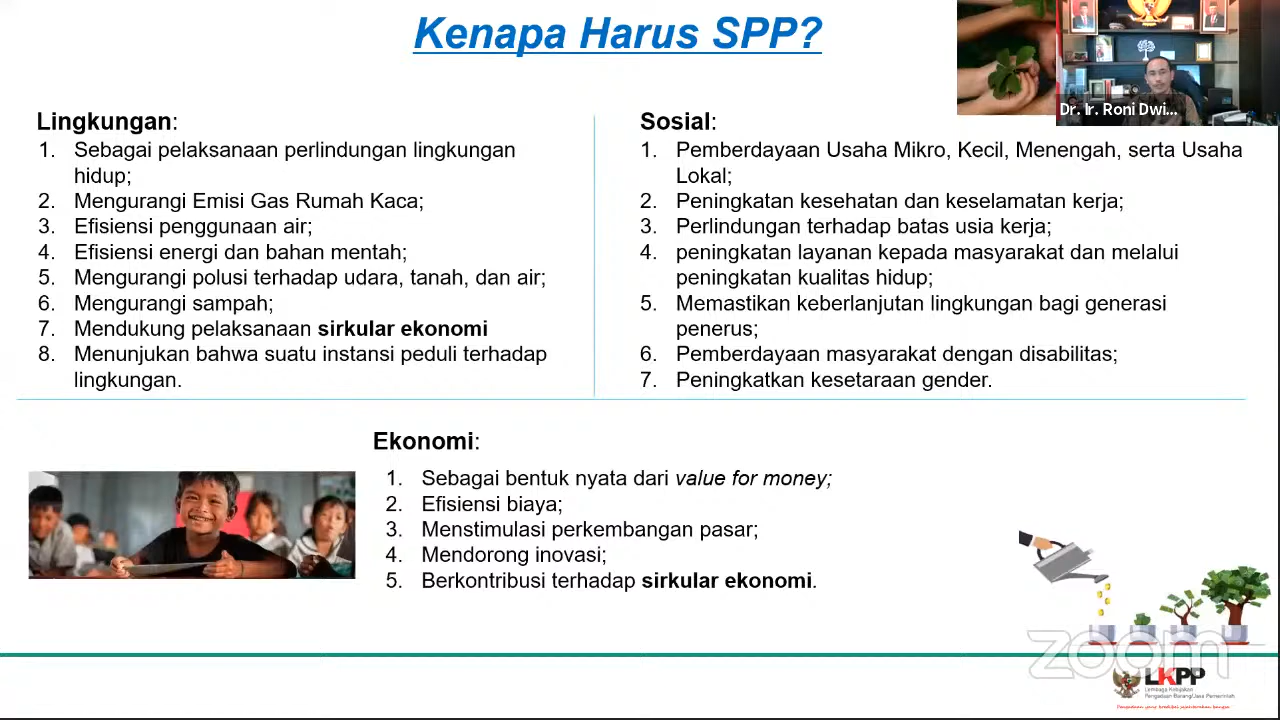 Kenapa Harus SPP?
Dr. Ir. Roni Dwi...
Lingkungan:
1. Sebagai pelaksanaan perlindungan lingkungan
hidup;
2. Mengurangi Emisi Gas Rumah Kaca;
3. Efisiensi penggunaan air;
4. Efisiensi energi dan bahan mentah;
5. Mengurangi polusi terhadap udara, tanah, dan air;
6. Mengurangi sampah;
7. Mendukung pelaksanaan sirkular ekonomi
8. Menunjukan bahwa suatu instansi peduli terhadap
lingkungan.
Sosial:
1. Pemberdayaan Usaha Mikro, Kecil, Menengah, serta Usaha
Lokal;
2. Peningkatan kesehatan dan keselamatan kerja;
3. Perlindungan terhadap batas usia kerja;
4. peningkatan layanan kepada masyarakat dan melalui
peningkatan kualitas hidup;
5. Memastikan keberlanjutan lingkungan bagi generasi
penerus;
6. Pemberdayaan masyarakat dengan disabilitas;
7. Peningkatkan kesetaraan gender.
Ekonomi:
1. Sebagai bentuk nyata dari value for money;
2. Efisiensi biaya;
3. Menstimulasi perkembangan pasar;
4. Mendorong inovasi;
5. Berkontribusi terhadap sirkular ekonomi.
zoom
LKPP
Lembaga Kebijakan
Pengadaan Barang/Jasa Pemerintah